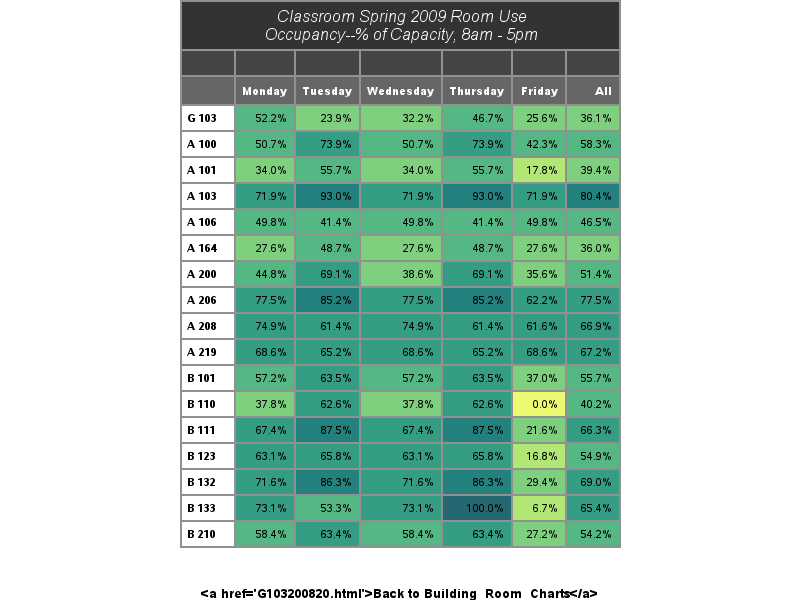 Classroom Spring 2009 Room Use
Occupancy--% of Capacity, 8am - 5pm
Monday Tuesday Wednesday Thursday Friday All
G 103 52.2% 23.9% 32.2% 46.7% 25.6% 36.1%
A 100 50.7% 73.9% 50.7% 73.9% 42.3% 58.3%
A 101 34.0% 55.7% 34.0% 55.7% 17.8% 39.4%
A 103 71.9% 93.0% 71.9% 93.0% 71.9% 80.4%
A 106 49.8% 41.4% 49.8% 41.4% 49.8% 46.5%
A 164 27.6% 48.7% 27.6% 48.7% 27.6% 36.0%
A 200 44.8% 69.1% 38.6% 69.1% 35.6% 51.4%
A 206 77.5% 85.2% 77.5% 85.2% 62.2% 77.5%
A 208 74.9% 61.4% 74.9% 61.4% 61.6% 66.9%
A 219 68.6% 65.2% 68.6% 65.2% 68.6% 67.2%
B 101 57.2% 63.5% 57.2% 63.5% 37.0% 55.7%
B 110 37.8% 62.6% 37.8% 62.6% 0.0% 40.2%
B 111 67.4% 87.5% 67.4% 87.5% 21.6% 66.3%
B 123 63.1% 65.8% 63.1% 65.8% 16.8% 54.9%
B 132 71.6% 86.3% 71.6% 86.3% 29.4% 69.0%
B 133 73.1% 53.3% 73.1% 100.0% 6.7% 65.4%
B 210 58.4% 63.4% 58.4% 63.4% 27.2% 54.2%
<a href='G103200820.html'>Back to Building_Room_Charts</a>